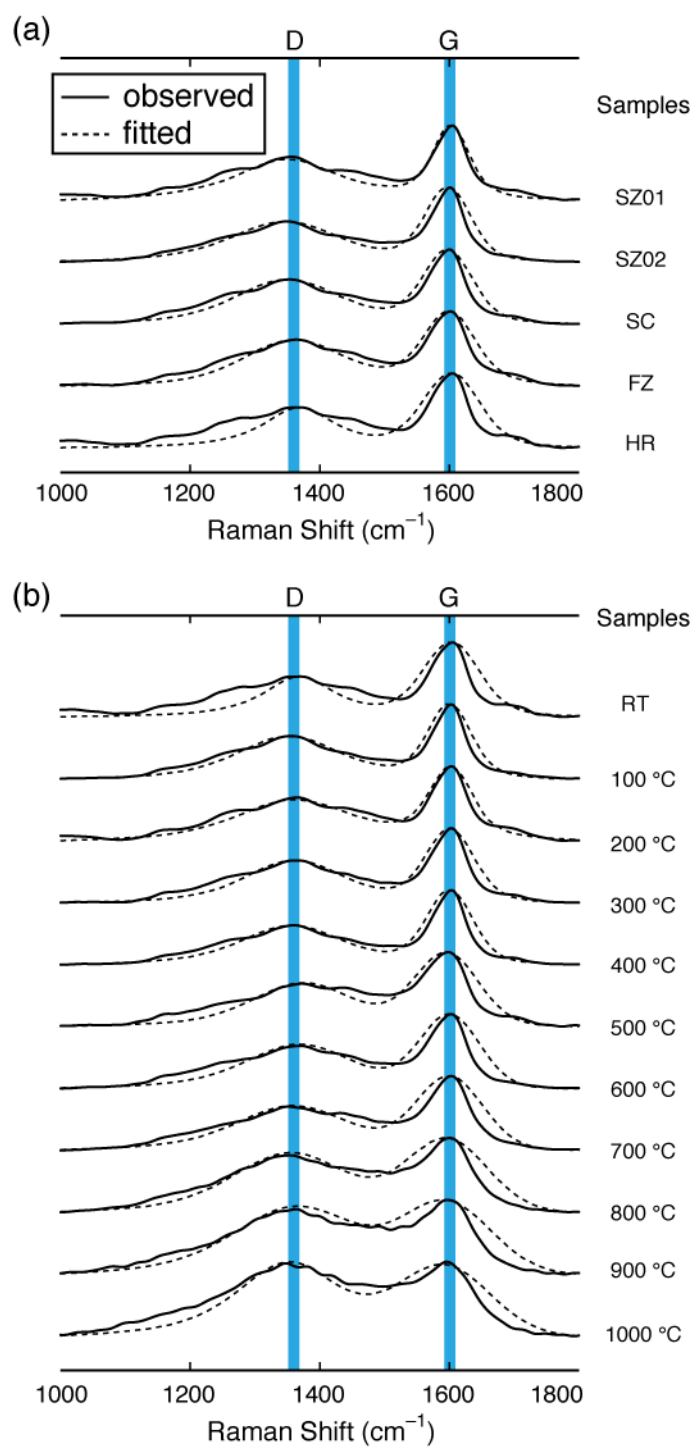 (a)
D G
observed
fitted
Samples
SZ01
SZ02
SC
FZ
HR
1000 1200 1400 1600 1800
Raman Shift (cm⁻¹)
(b)
D G
Samples
RT
100 °C
200 °C
300 °C
400 °C
500 °C
600 °C
700 °C
800 °C
900 °C
1000 °C
1000 1200 1400 1600 1800
Raman Shift (cm⁻¹)